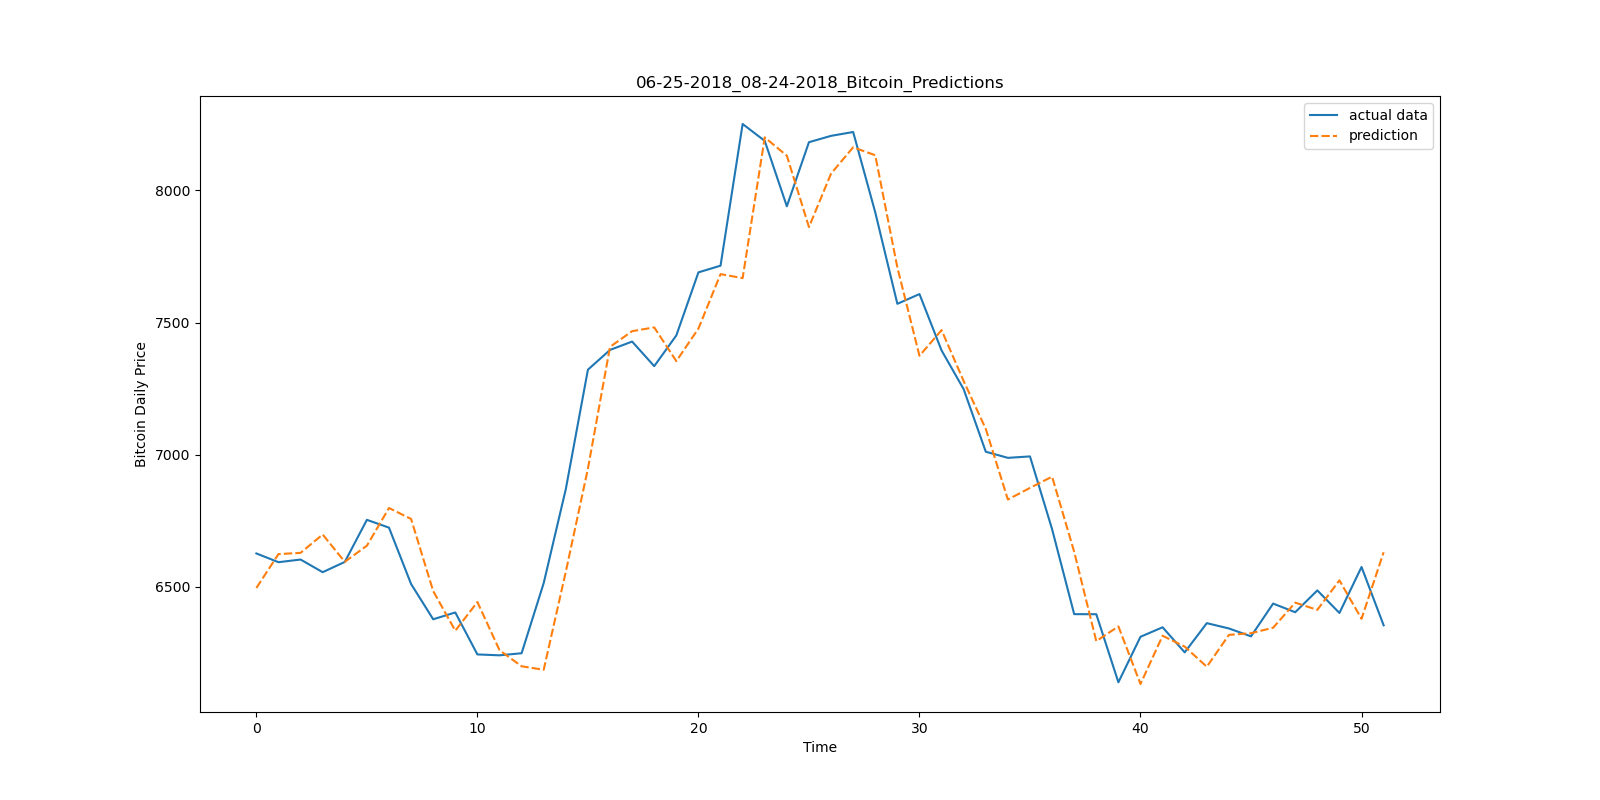 06-25-2018_08-24-2018_Bitcoin_Predictions
actual data
prediction
8000
7500
7000
6500
Bitcoin Daily Price
0 10 20 30 40 50
Time